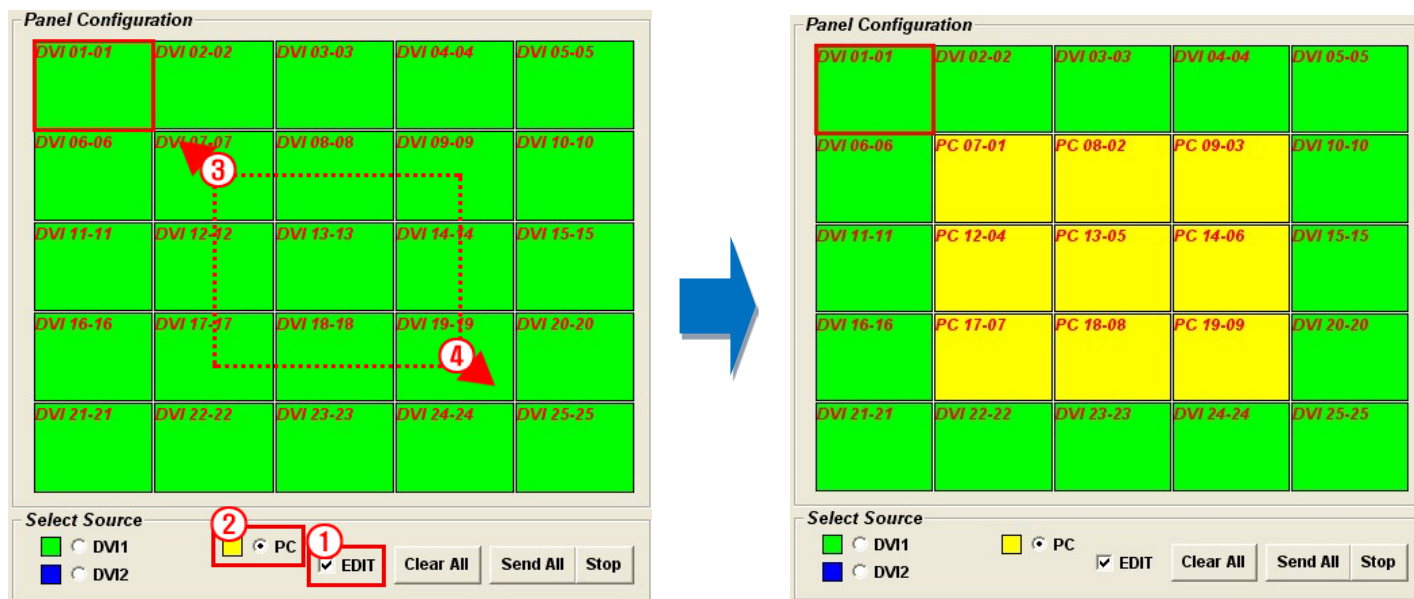 Panel Configuration
DVI 01-01 DVI 02-02 DVI 03-03 DVI 04-04 DVI 05-05
DVI 06-06 DVI 07-07 DVI 08-08 DVI 09-09 DVI 10-10
3
DVI 11-11 DVI 12-12 DVI 13-13 DVI 14-14 DVI 15-15
DVI 16-16 DVI 17-17 DVI 18-18 DVI 19-19 DVI 20-20
4
DVI 21-21 DVI 22-22 DVI 23-23 DVI 24-24 DVI 25-25
Select Source
2
1
DVI1 PC
DVI2 EDIT Clear All Send All Stop
Panel Configuration
DVI 01-01 DVI 02-02 DVI 03-03 DVI 04-04 DVI 05-05
DVI 06-06 PC 07-01 PC 08-02 PC 09-03 DVI 10-10
DVI 11-11 PC 12-04 PC 13-05 PC 14-06 DVI 15-15
DVI 16-16 PC 17-07 PC 18-08 PC 19-09 DVI 20-20
DVI 21-21 DVI 22-22 DVI 23-23 DVI 24-24 DVI 25-25
Select Source
DVI1 PC
DVI2 EDIT Clear All Send All Stop